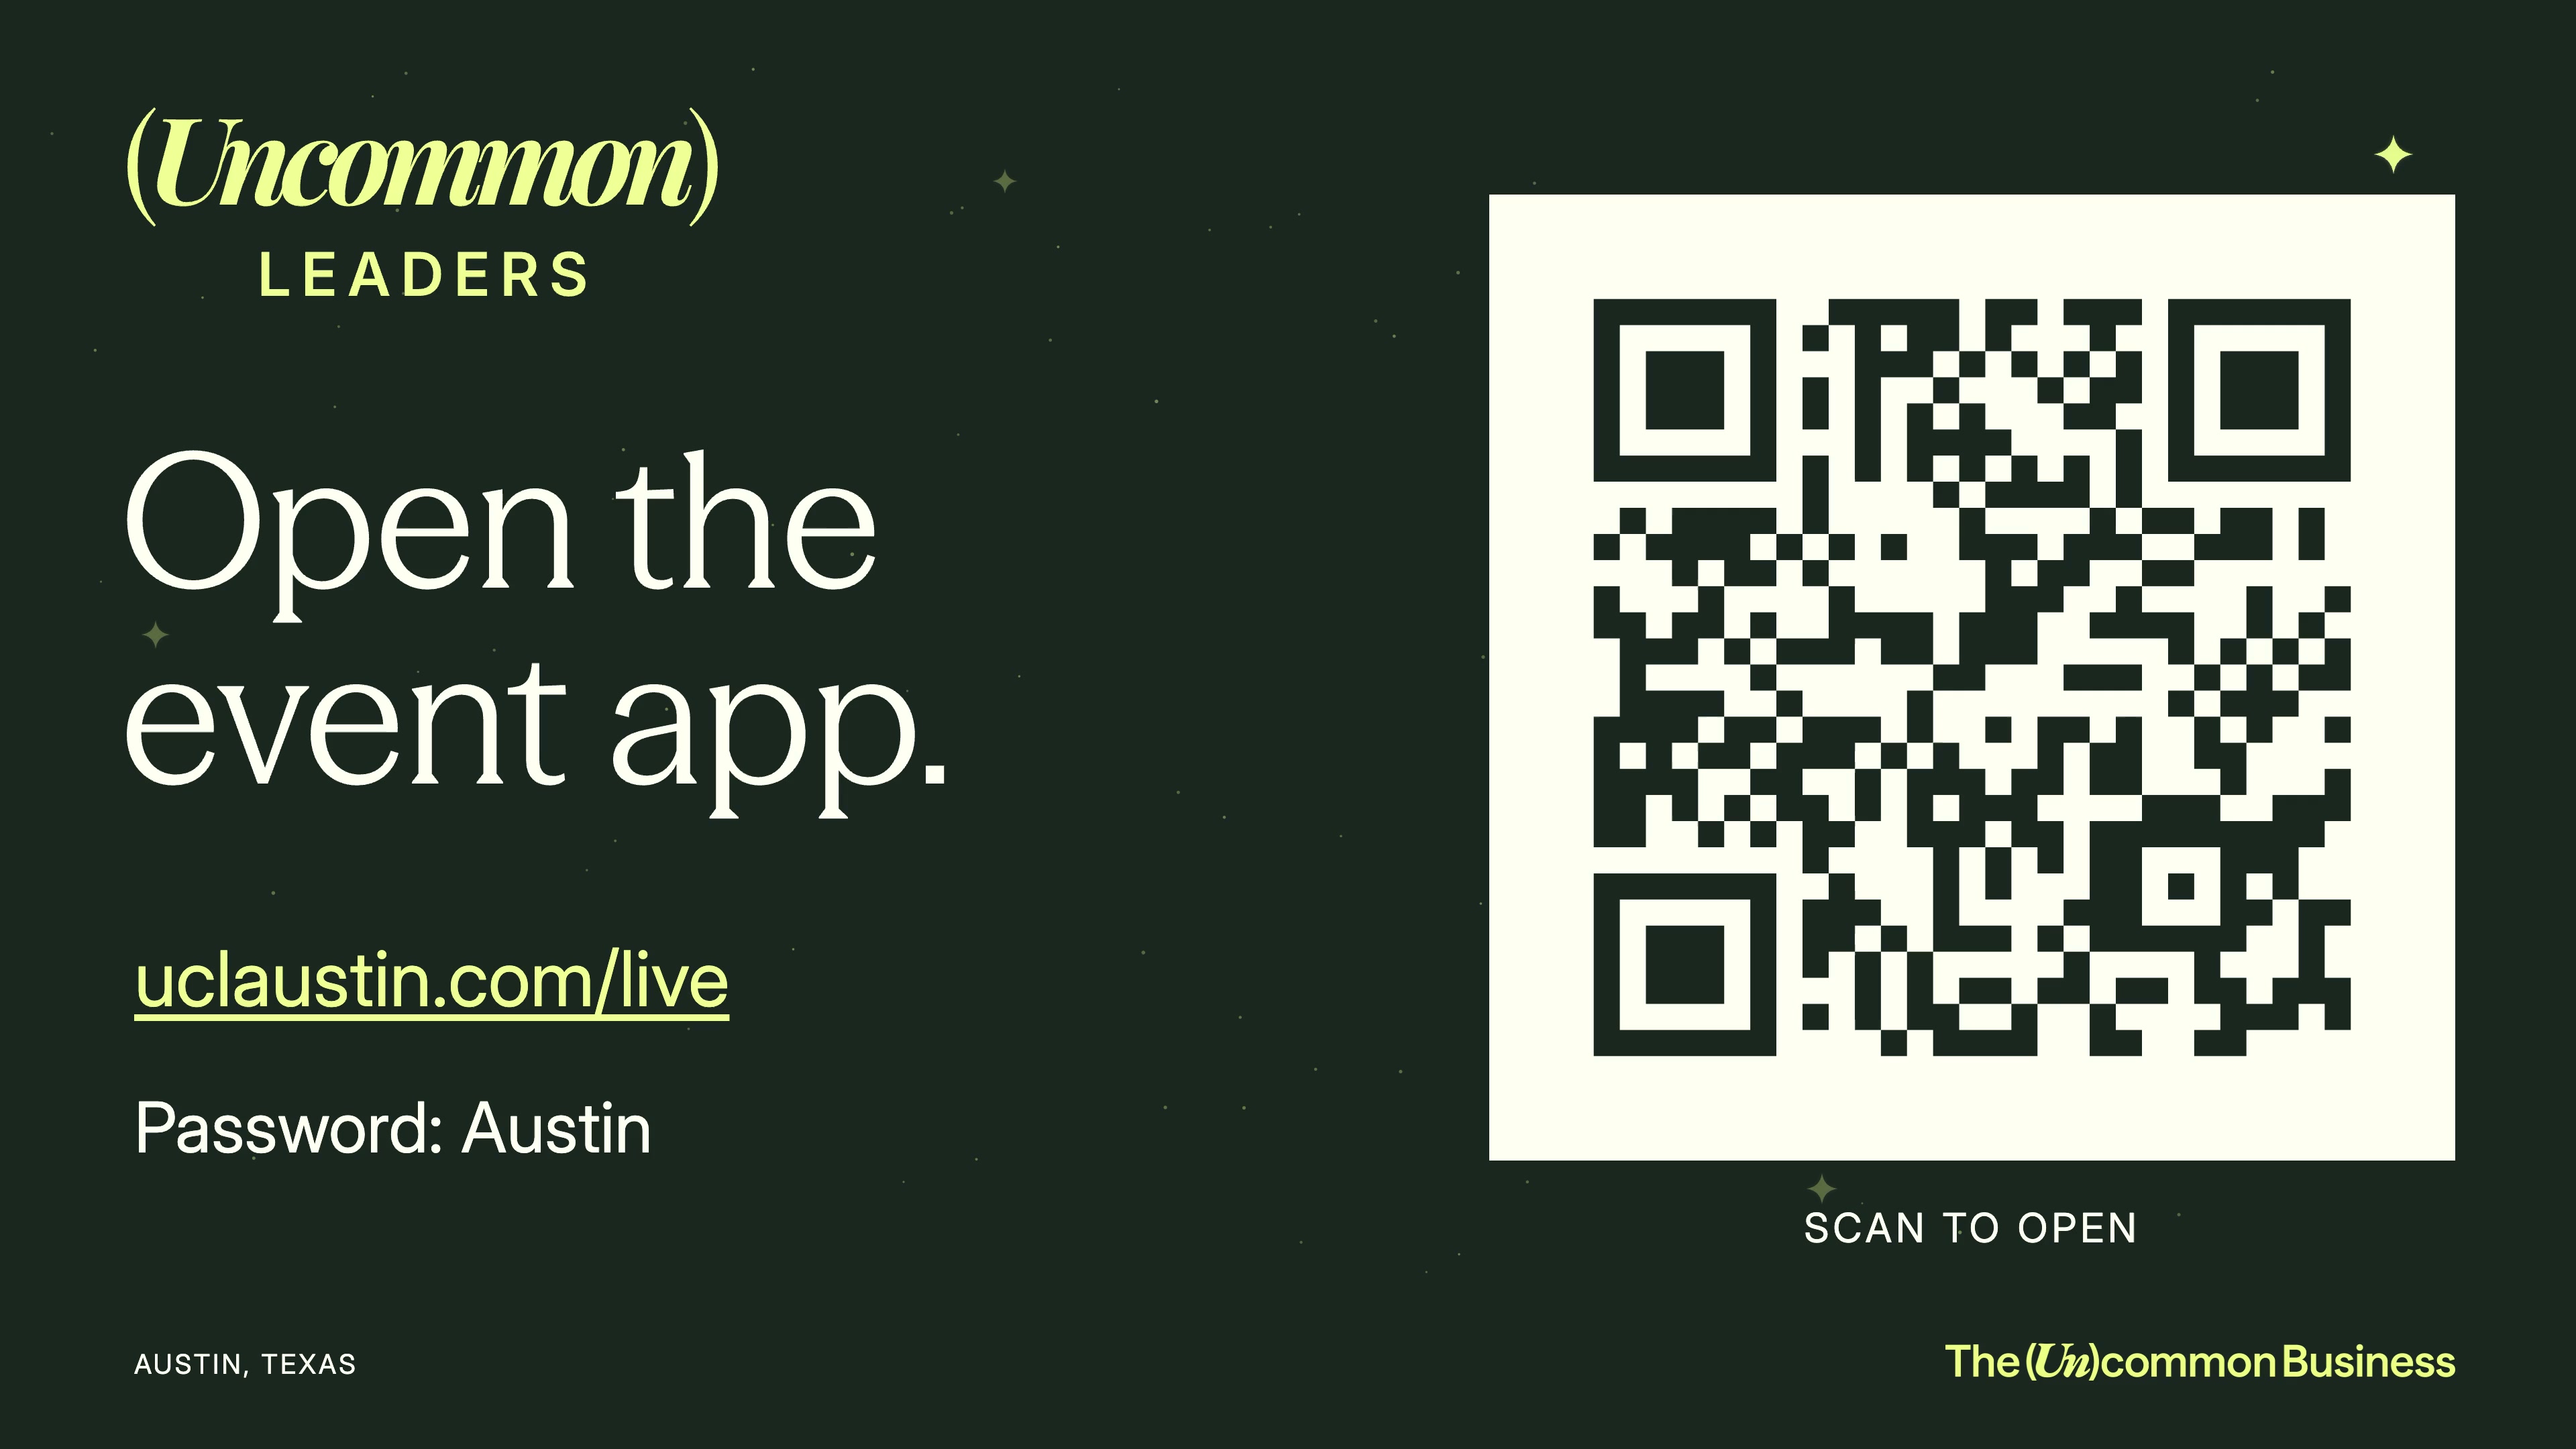 (Uncommon)
LEADERS
Open the
event app.
uclaustin.com/live
Password: Austin
SCAN TO OPEN
AUSTIN, TEXAS
The (Un)common Business